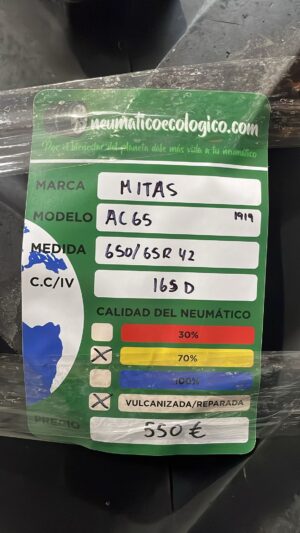 neumaticoecologico.com
Por el bienestar del planeta dale más vida a tu neumático
MARCA MITAS
MODELO AC65 1919
MEDIDA 650/65R 42
C.C/IV 165 D
CALIDAD DEL NEUMÁTICO
30%
X 70%
100%
X VULCANIZADA/REPARADA
PRECIO 550 €